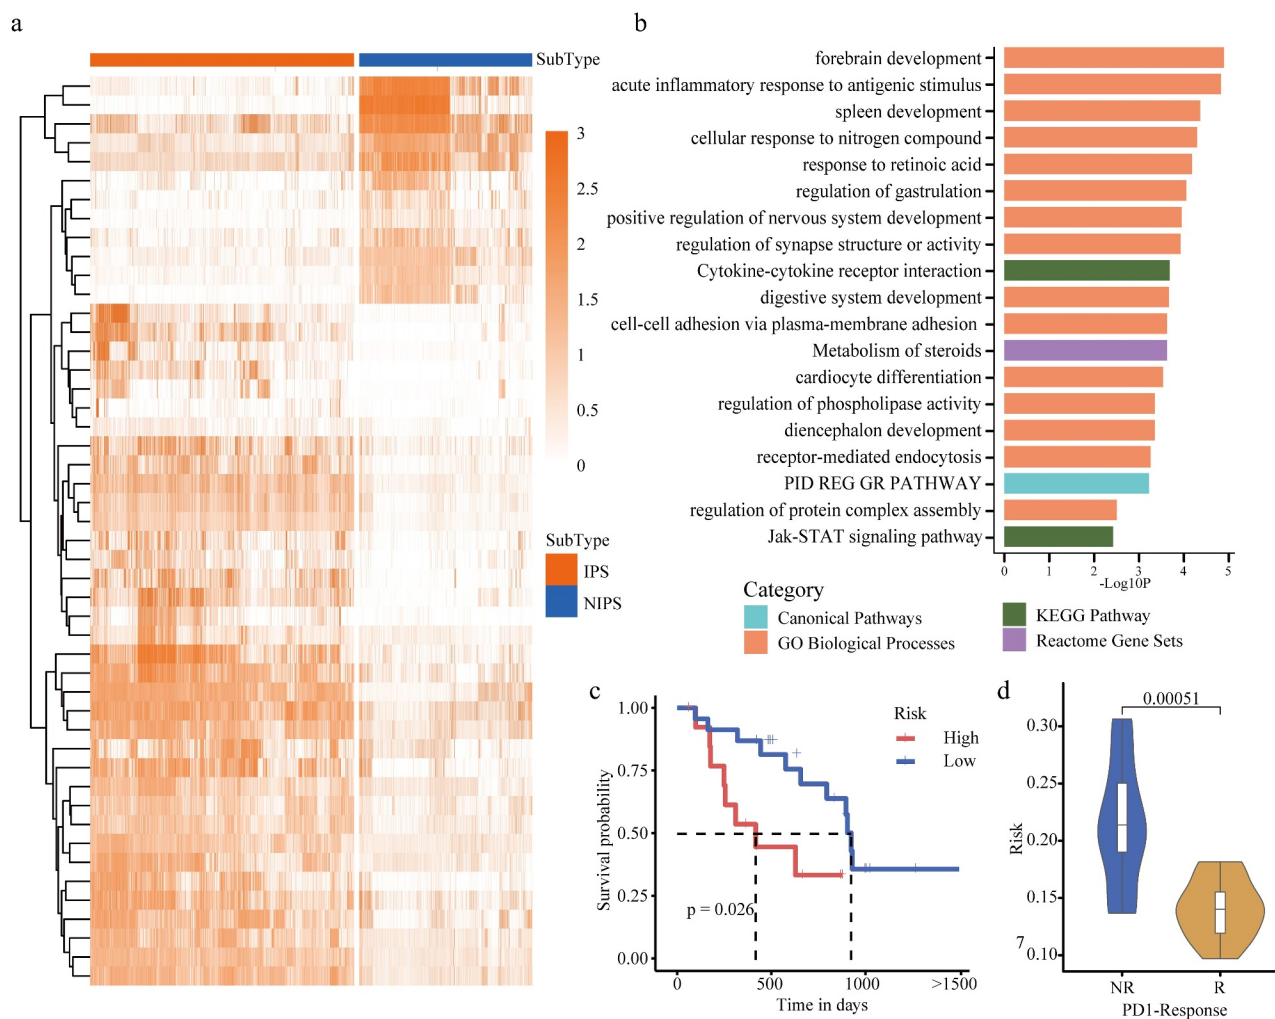 a
SubType
3
2.5
2
1.5
1
0.5
0
SubType
IPS
NIPS
b
forebrain development
acute inflammatory response to antigenic stimulus
spleen development
cellular response to nitrogen compound
response to retinoic acid
regulation of gastrulation
positive regulation of nervous system development
regulation of synapse structure or activity
Cytokine-cytokine receptor interaction
digestive system development
cell-cell adhesion via plasma-membrane adhesion
Metabolism of steroids
cardiocyte differentiation
regulation of phospholipase activity
diencephalon development
receptor-mediated endocytosis
PID REG GR PATHWAY
regulation of protein complex assembly
Jak-STAT signaling pathway
0 1 2 3 4 5
-Log10P
Category
Canonical Pathways
GO Biological Processes
KEGG Pathway
Reactome Gene Sets
c
Survival probability
1.00
0.75
0.50
0.25
0.00
Risk
High
Low
p = 0.026
0 500 1000 >1500
Time in days
d
0.00051
Risk
0.30
0.25
0.20
0.15
7
0.10
NR R
PD1-Response